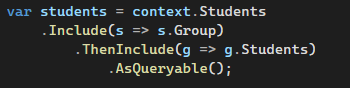 var students = context.Students
.Include(s => s.Group)
.ThenInclude(g => g.Students)
.AsQueryable();